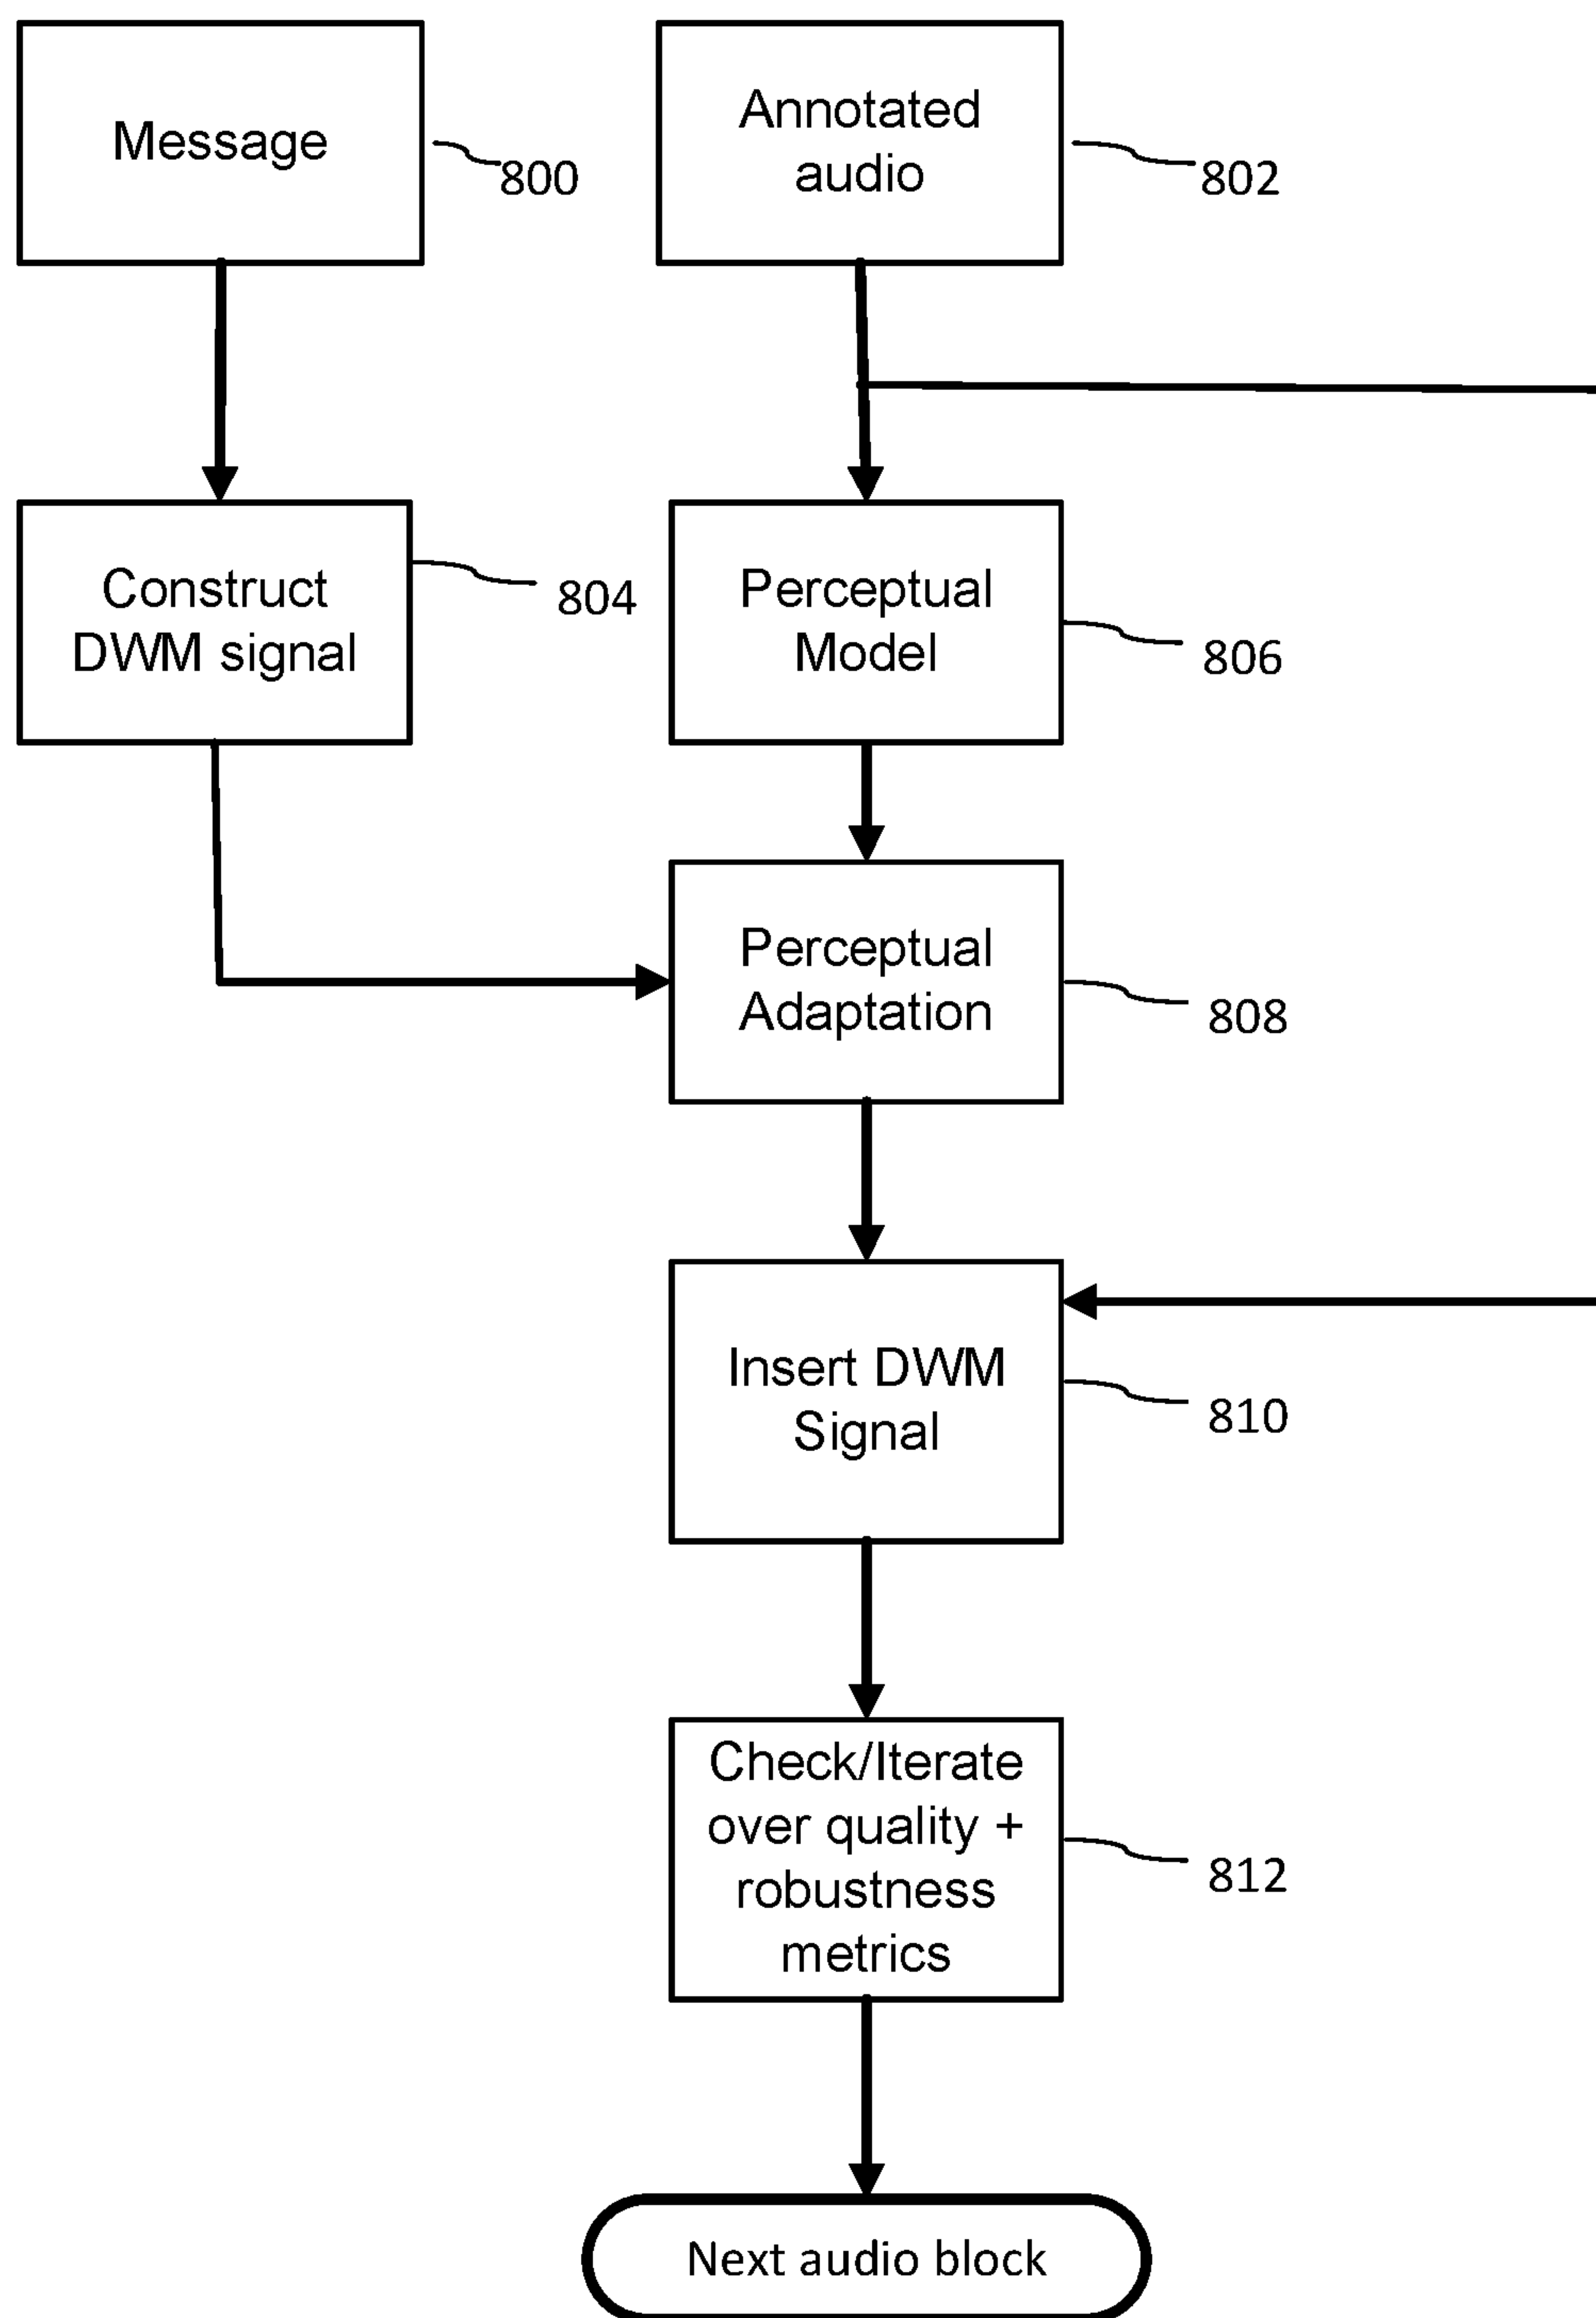 Message
800
Annotated
audio
802
Construct
DWM signal
804
Perceptual
Model
806
Perceptual
Adaptation
808
Insert DWM
Signal
810
Check/Iterate
over quality +
robustness
metrics
812
Next audio block